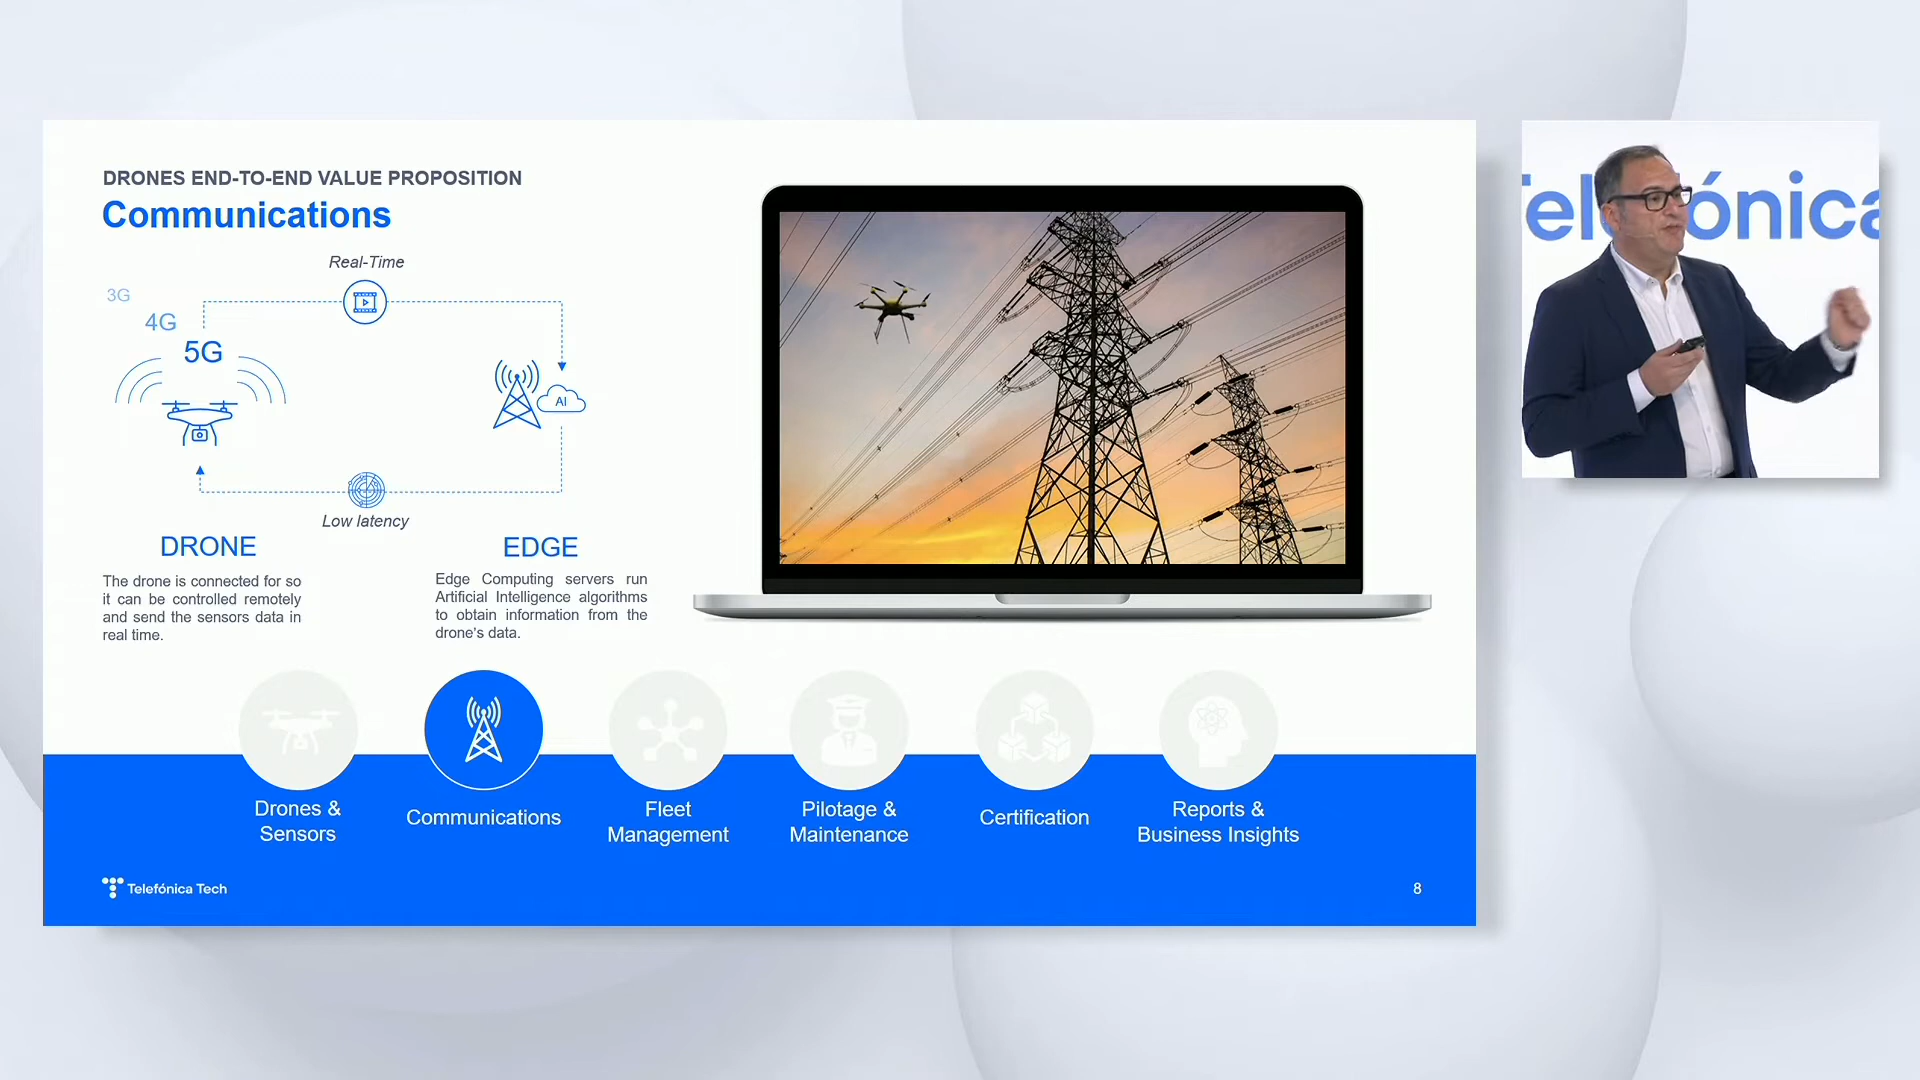 DRONES END-TO-END VALUE PROPOSITION
Communications
Real-Time
3G
4G
5G
AI
Low latency
DRONE
The drone is connected for so
it can be controlled remotely
and send the sensors data in
real time.
EDGE
Edge Computing servers run
Artificial Intelligence algorithms
to obtain information from the
drone's data.
Drones &
Sensors
Communications
Fleet
Management
Pilotage &
Maintenance
Certification
Reports &
Business Insights
Telefónica Tech
8
Tel ónica